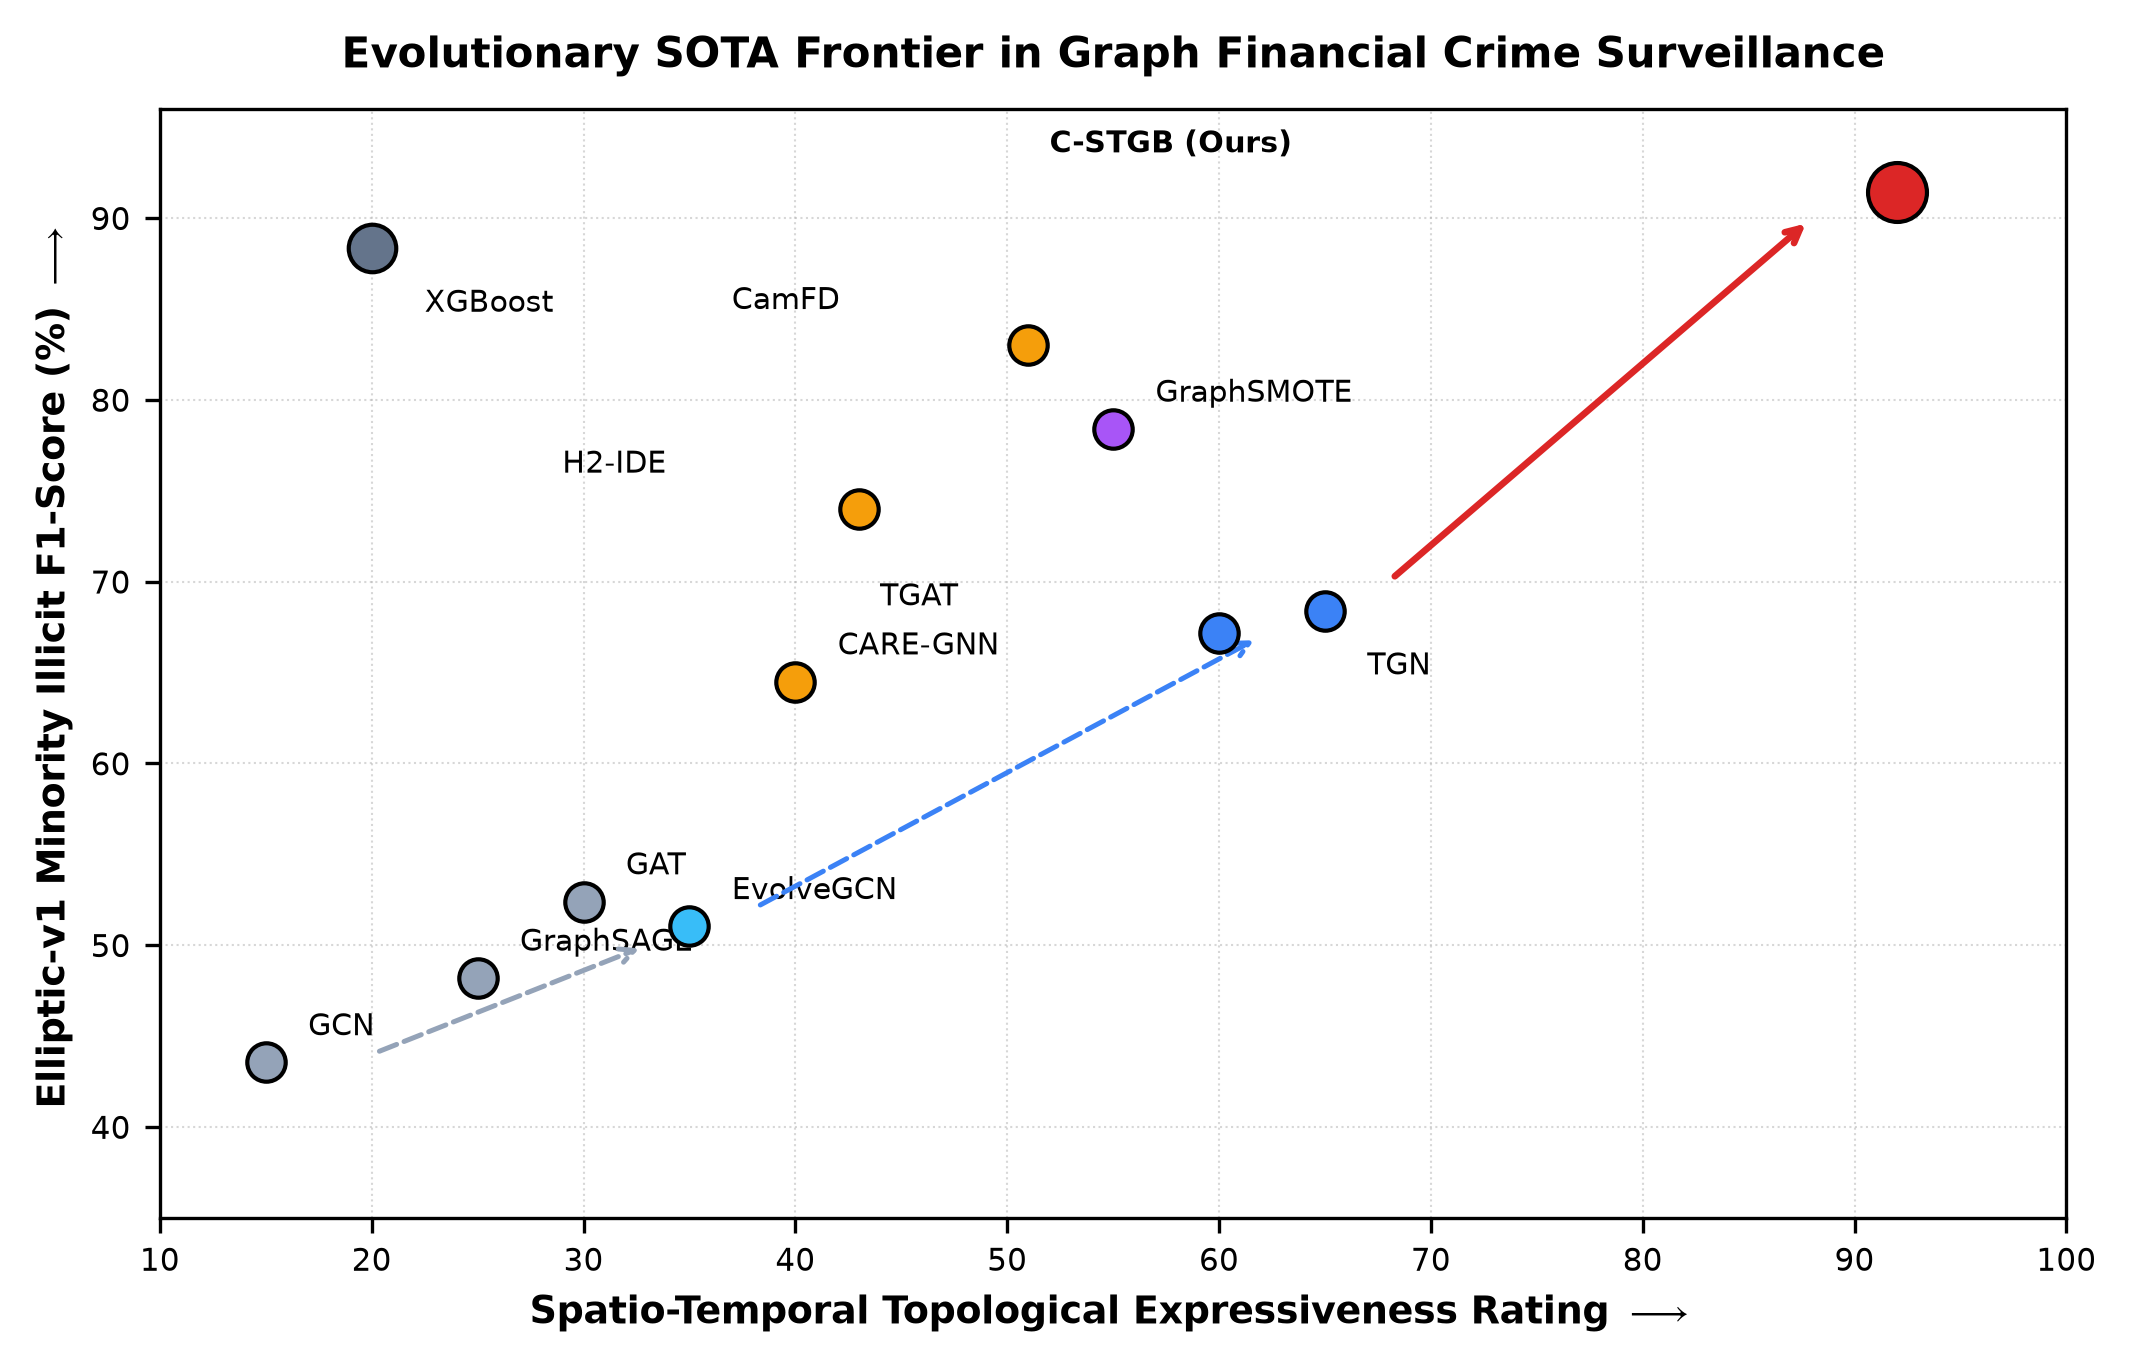 Evolutionary SOTA Frontier in Graph Financial Crime Surveillance
Elliptic-v1 Minority Illicit F1-Score (%) ⟶
90
80
70
60
50
40
C-STGB (Ours)
XGBoost
CamFD
GraphSMOTE
H2-IDE
TGAT
CARE-GNN
TGN
GAT
EvolveGCN
GraphSAGE
GCN
10 20 30 40 50 60 70 80 90 100
Spatio-Temporal Topological Expressiveness Rating ⟶